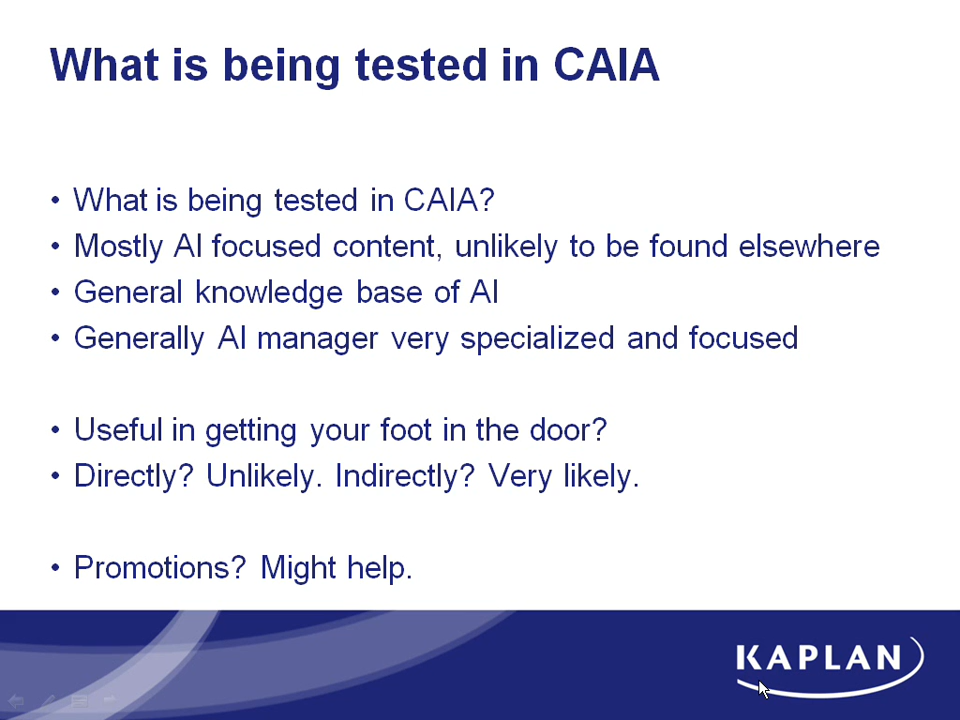 What is being tested in CAIA
• What is being tested in CAIA?
• Mostly AI focused content, unlikely to be found elsewhere
• General knowledge base of AI
• Generally AI manager very specialized and focused
• Useful in getting your foot in the door?
• Directly? Unlikely. Indirectly? Very likely.
• Promotions? Might help.
KAPLAN